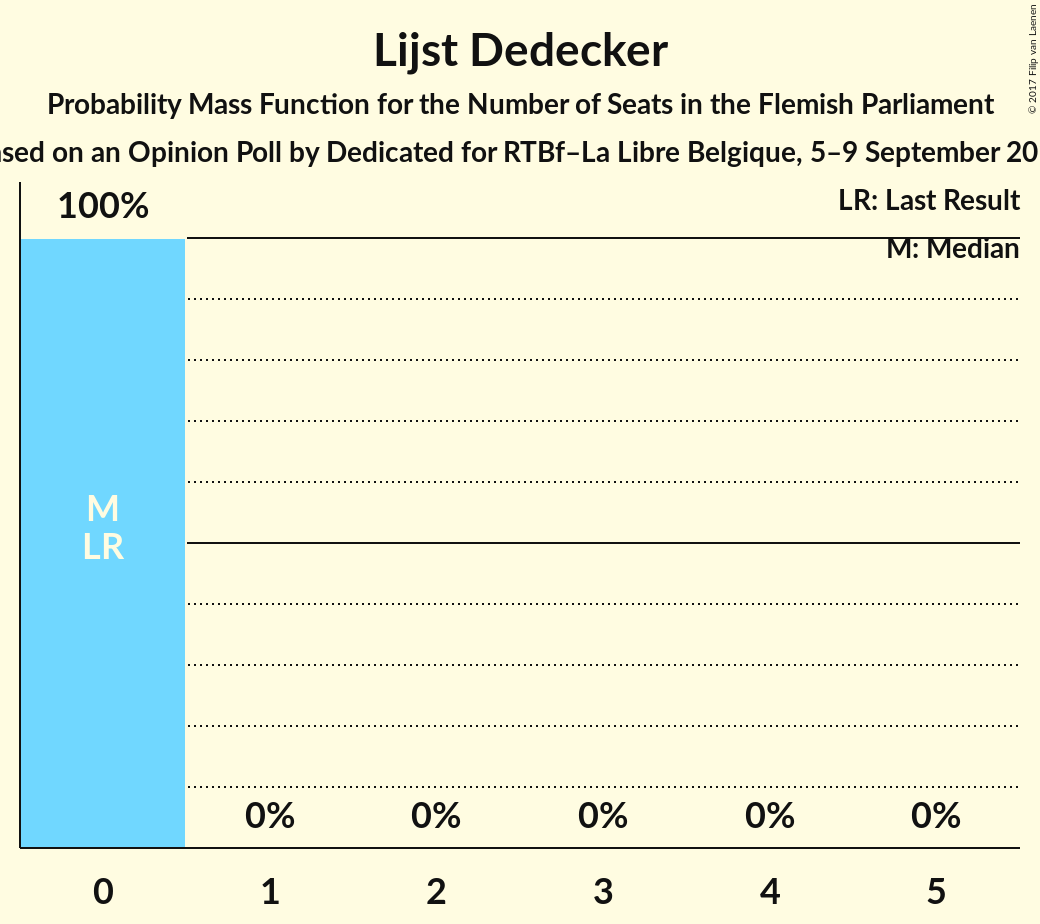 Lijst Dedecker
Probability Mass Function for the Number of Seats in the Flemish Parliament
on an Opinion Poll by Dedicated for RTBf–La Libre Belgique, 5–9 September
© 2017 Filip van Laenen
LR: Last Result
M: Median
100%
M
LR
0% 0% 0% 0% 0%
0 1 2 3 4 5